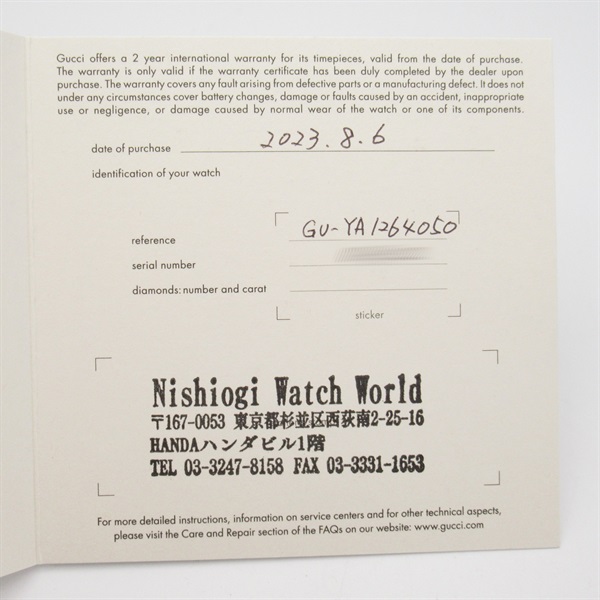 Gucci offers a 2 year international warranty for its timepieces, valid from the date of purchase.
The warranty is only valid if the warranty certificate has been duly completed by the dealer upon
purchase. The warranty covers any fault arising from defective parts or a manufacturing defect. It does not
under any circumstances cover battery changes, damage or faults caused by an accident, inappropriate
use or negligence, or damage caused by normal wear of the watch or one of its components.
date of purchase 2023.8.6
identification of your watch
reference GU-YA1264050
serial number
diamonds: number and carat
sticker
Nishiogi Watch World
〒167-0053 東京都杉並区西荻南2-25-16
HANDAハンダビル1階
TEL 03-3247-8158 FAX 03-3331-1653
For more detailed instructions, information on service centers and for other technical aspects,
please visit the Care and Repair section of the FAQs on our website: www.gucci.com